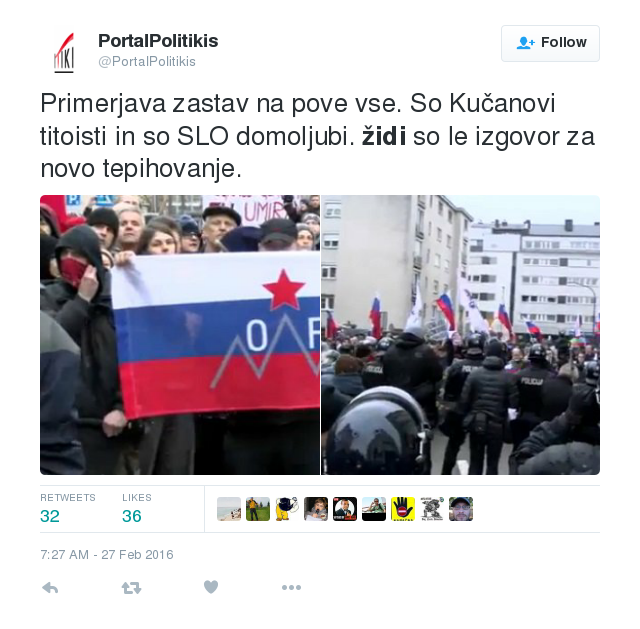 PortalPolitikis
@PortalPolitikis
Follow
Primerjava zastav na pove vse. So Kučanovi
titoisti in so SLO domoljubi. židi so le izgovor za
novo tepihovanje.
UMIR
O F
POLICIJA
POLICIJA
RETWEETS
LIKES
32
36
7:27 AM - 27 Feb 2016